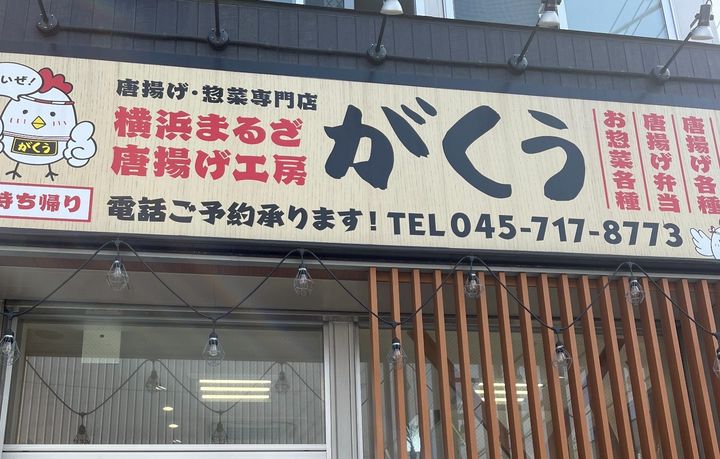 いぜ!
がくう
持ち帰り
唐揚げ・惣菜専門店
横浜まるざ
唐揚げ工房
がくう
電話ご予約承ります!TEL045-717-8773
唐揚げ各種
唐揚げ弁当
お惣菜各種